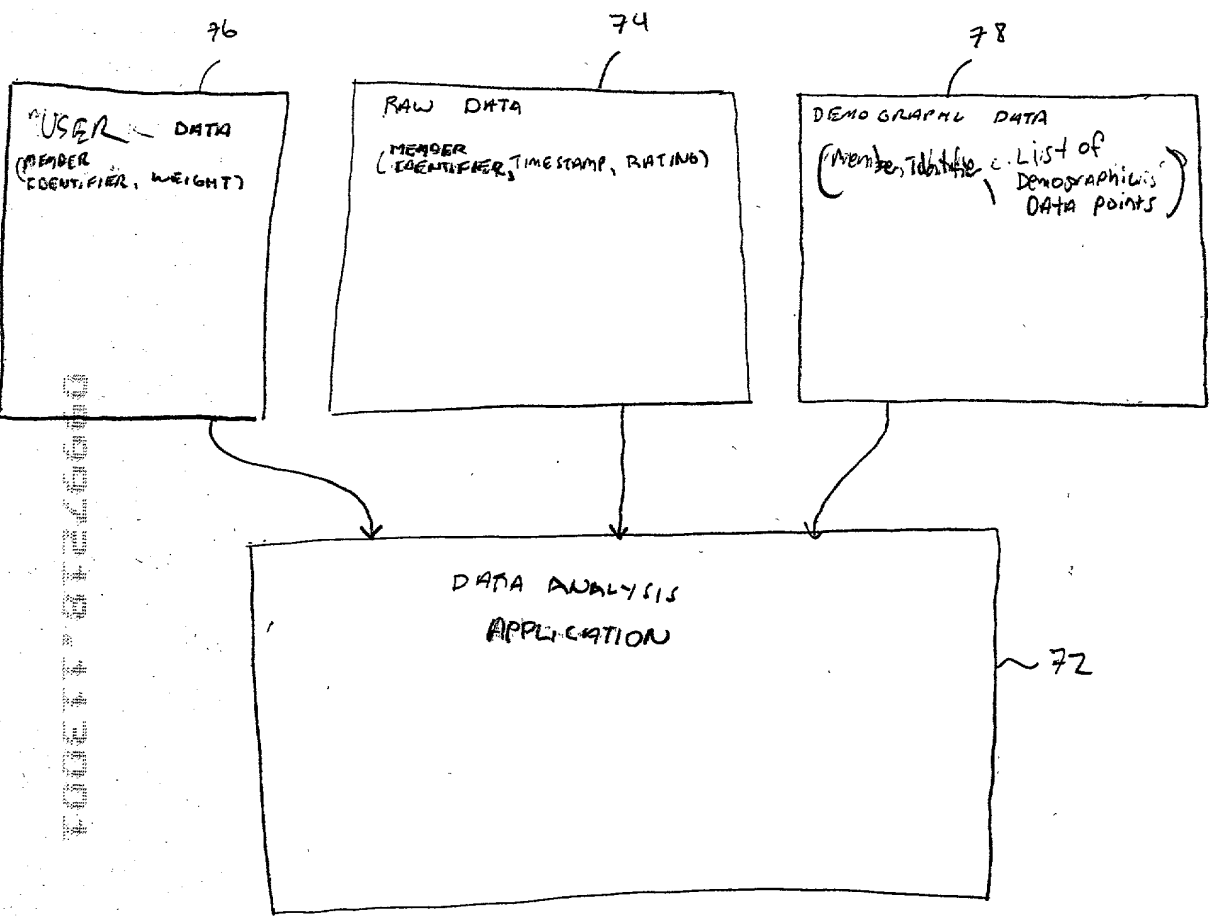 76
74
78
USER DATA
(MEMBER
IDENTIFIER, WEIGHT)
RAW DATA
(MEMBER
IDENTIFIER, TIMESTAMP, RATING)
DEMOGRAPHIC DATA
(Member, Identifier, List of
Demographics
DATA points)
DATA ANALYSIS
APPLICATION
72